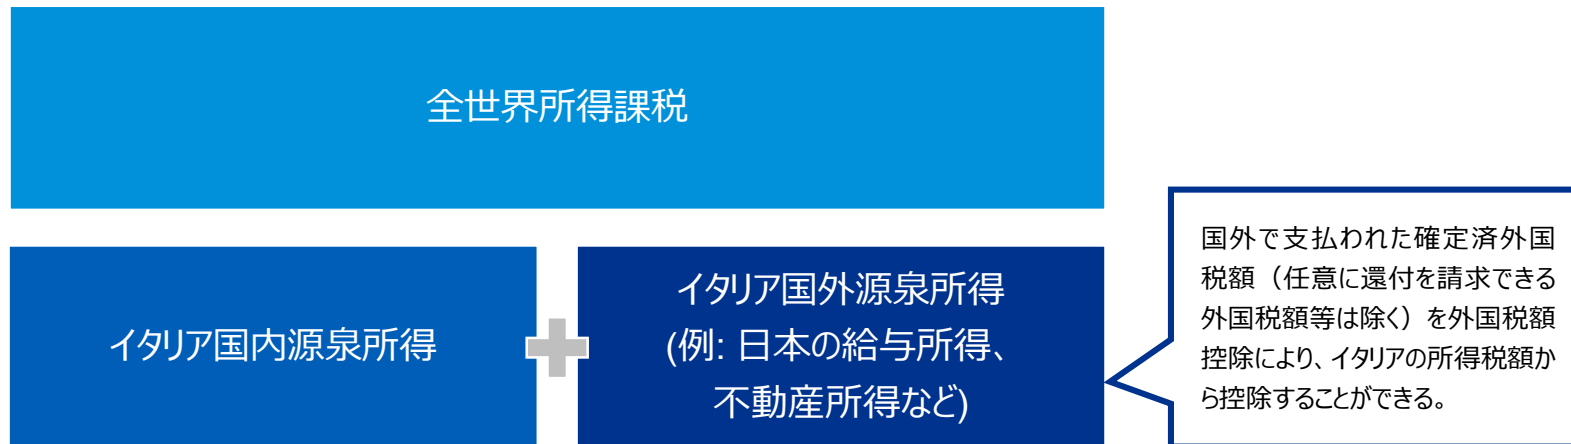 全世界所得課税
イタリア国内源泉所得
イタリア国外源泉所得
(例: 日本の給与所得、
不動産所得など)
国外で支払われた確定済外国
税額（任意に還付を請求できる
外国税額等は除く）を外国税額
控除により、イタリアの所得税額か
ら控除することができる。